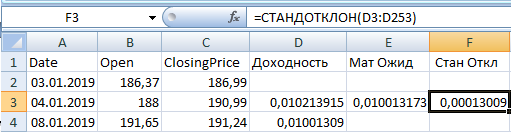 F3 fx =СТАНДОТКЛОН(D3:D253)
A B C D E F
1 Date Open ClosingPrice Доходность Мат Ожид Стан Откл
2 03.01.2019 186,37 186,99
3 04.01.2019 188 190,99 0,010213915 0,010013173 0,00013009
4 08.01.2019 191,65 191,24 0,01001309